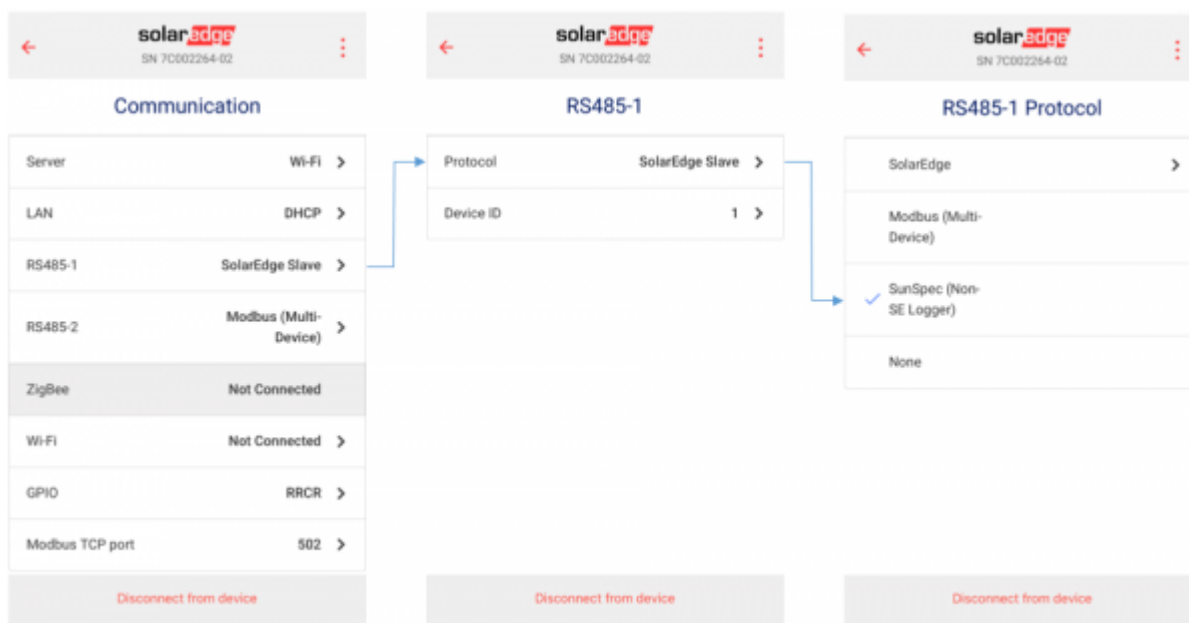 solaredge
SN 7C002264-02
Communication
Server Wi-Fi
LAN DHCP
RS485-1 SolarEdge Slave
RS485-2 Modbus (Multi-
Device)
ZigBee Not Connected
Wi-Fi Not Connected
GPIO RRCR
Modbus TCP port 502
Disconnect from device
solaredge
SN 7C002264-02
RS485-1
Protocol SolarEdge Slave
Device ID 1
Disconnect from device
solaredge
SN 7C002264-02
RS485-1 Protocol
SolarEdge
Modbus (Multi-
Device)
SunSpec (Non-
SE Logger)
None
Disconnect from device